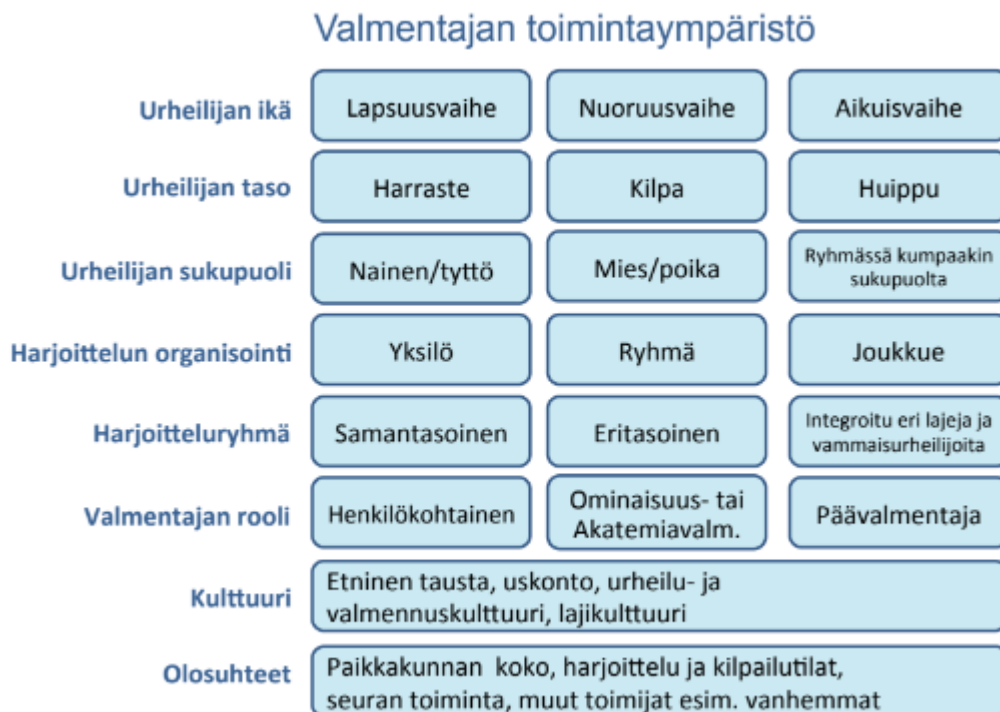 Valmentajan toimintaympäristö
Urheilijan ikä
Lapsuusvaihe
Nuoruusvaihe
Aikuisvaihe
Urheilijan taso
Harraste
Kilpa
Huippu
Urheilijan sukupuoli
Nainen/tyttö
Mies/poika
Ryhmässä kumpaakin
sukupuolta
Harjoittelun organisointi
Yksilö
Ryhmä
Joukkue
Harjoitteluryhmä
Samantasoinen
Eritasoinen
Integroitu eri lajeja ja
vammaisurheilijoita
Valmentajan rooli
Henkilökohtainen
Ominaisuus- tai
Akatemiavalm.
Päävalmentaja
Kulttuuri
Etninen tausta, uskonto, urheilu- ja
valmennuskulttuuri, lajikulttuuri
Olosuhteet
Paikkakunnan koko, harjoittelu ja kilpailutilat,
seuran toiminta, muut toimijat esim. vanhemmat